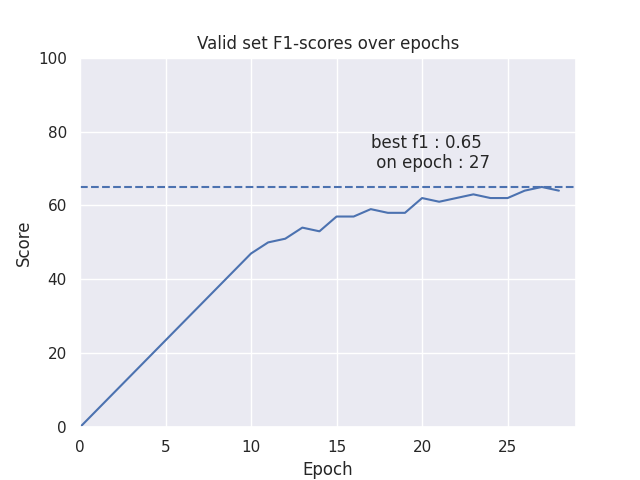 Valid set F1-scores over epochs
100
80
60
40
20
0
best f1 : 0.65
on epoch : 27
Score
0 5 10 15 20 25
Epoch